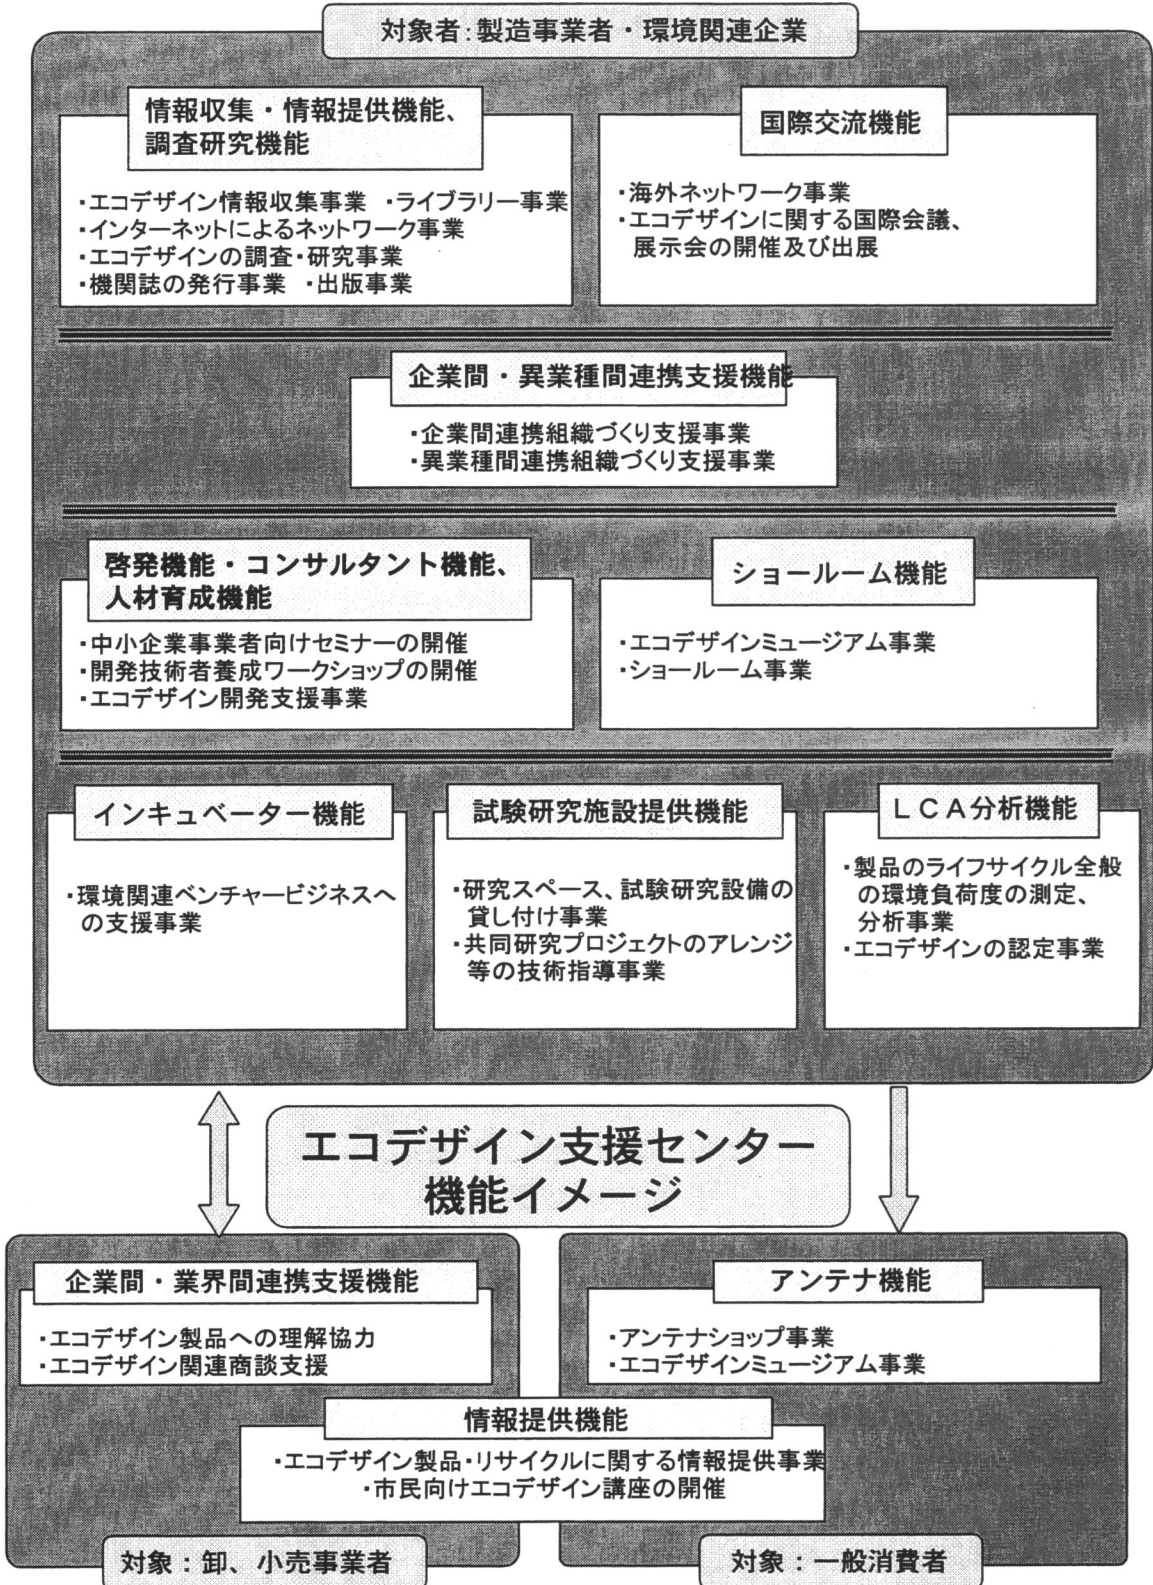 対象者：製造事業者・環境関連企業
情報収集・情報提供機能、
調査研究機能
・エコデザイン情報収集事業　・ライブラリー事業
・インターネットによるネットワーク事業
・エコデザインの調査・研究事業
・機関誌の発行事業　・出版事業
国際交流機能
・海外ネットワーク事業
・エコデザインに関する国際会議、
展示会の開催及び出展
企業間・異業種間連携支援機能
・企業間連携組織づくり支援事業
・異業種間連携組織づくり支援事業
啓発機能・コンサルタント機能、
人材育成機能
・中小企業事業者向けセミナーの開催
・開発技術者養成ワークショップの開催
・エコデザイン開発支援事業
ショールーム機能
・エコデザインミュージアム事業
・ショールーム事業
インキュベーター機能
・環境関連ベンチャービジネスへ
の支援事業
試験研究施設提供機能
・研究スペース、試験研究設備の
貸し付け事業
・共同研究プロジェクトのアレンジ
等の技術指導事業
ＬＣＡ分析機能
・製品のライフサイクル全般
の環境負荷度の測定、
分析事業
・エコデザインの認定事業
エコデザイン支援センター
機能イメージ
企業間・業界間連携支援機能
・エコデザイン製品への理解協力
・エコデザイン関連商談支援
アンテナ機能
・アンテナショップ事業
・エコデザインミュージアム事業
情報提供機能
・エコデザイン製品・リサイクルに関する情報提供事業
・市民向けエコデザイン講座の開催
対象：卸、小売事業者
対象：一般消費者